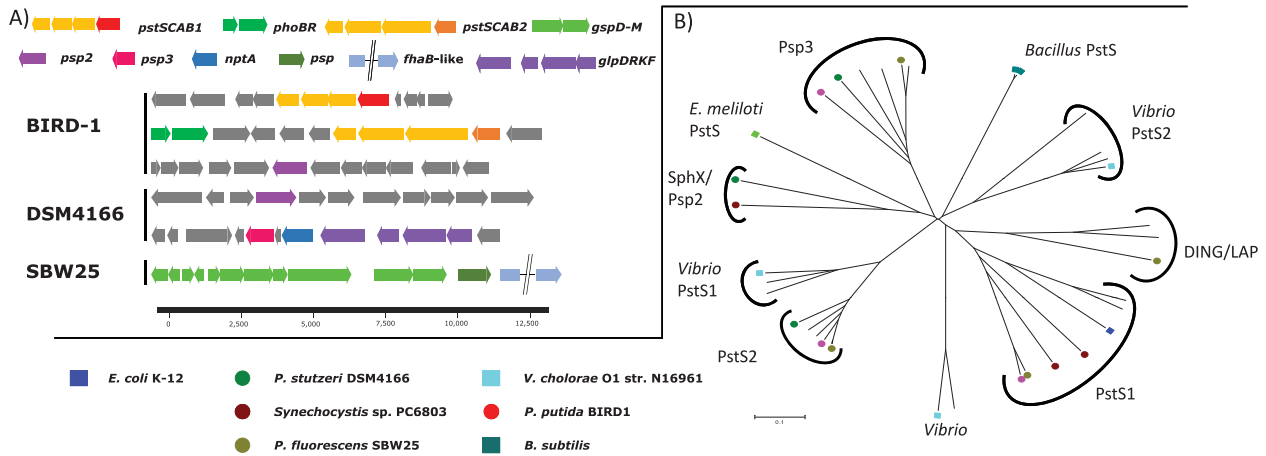 A)
pstSCAB1 phoBR pstSCAB2 gspD-M
psp2 psp3 nptA psp fhaB-like glpDRKF
BIRD-1
DSM4166
SBW25
0 2,500 5,000 7,500 10,000 12,500
B)
Psp3
Bacillus PstS
Vibrio
PstS2
E. meliloti
PstS
SphX/
Psp2
DING/LAP
Vibrio
PstS1
PstS2
PstS1
Vibrio
0.1
E. coli K-12 P. stutzeri DSM4166 V. cholorae O1 str. N16961
Synechocystis sp. PC6803 P. putida BIRD1
P. fluorescens SBW25 B. subtilis